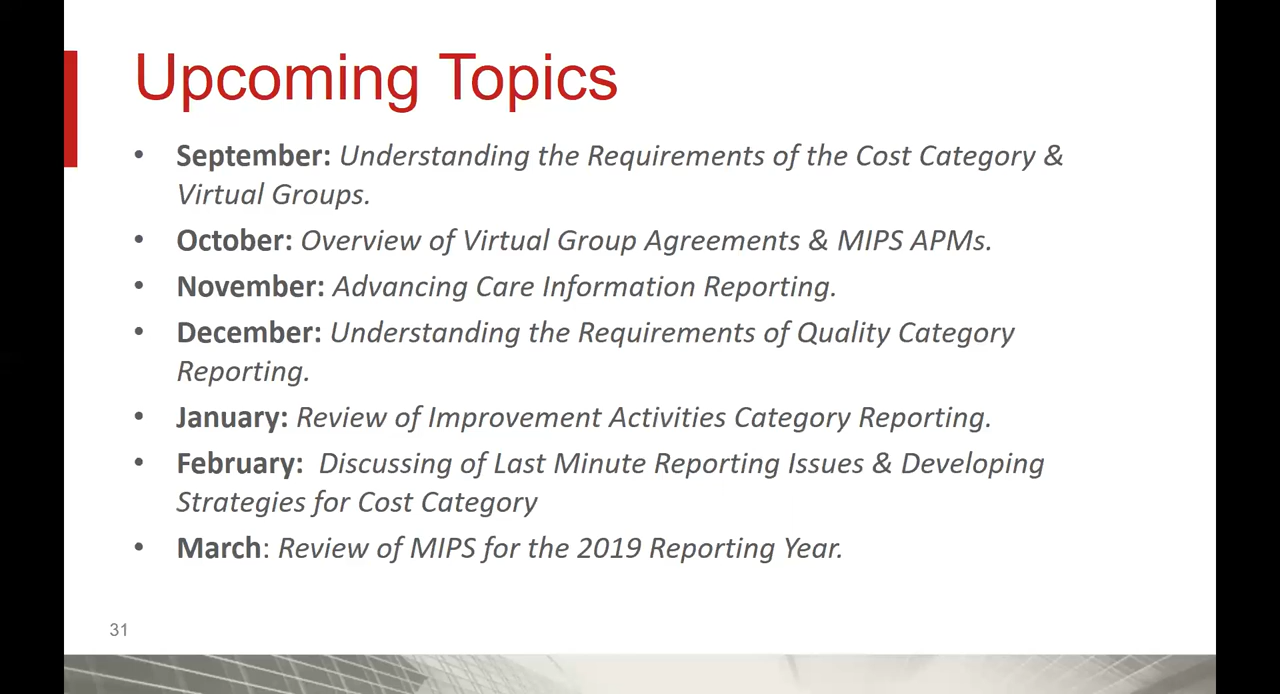 Upcoming Topics
• September: Understanding the Requirements of the Cost Category &
Virtual Groups.
• October: Overview of Virtual Group Agreements & MIPS APMs.
• November: Advancing Care Information Reporting.
• December: Understanding the Requirements of Quality Category
Reporting.
• January: Review of Improvement Activities Category Reporting.
• February: Discussing of Last Minute Reporting Issues & Developing
Strategies for Cost Category
• March: Review of MIPS for the 2019 Reporting Year.
31